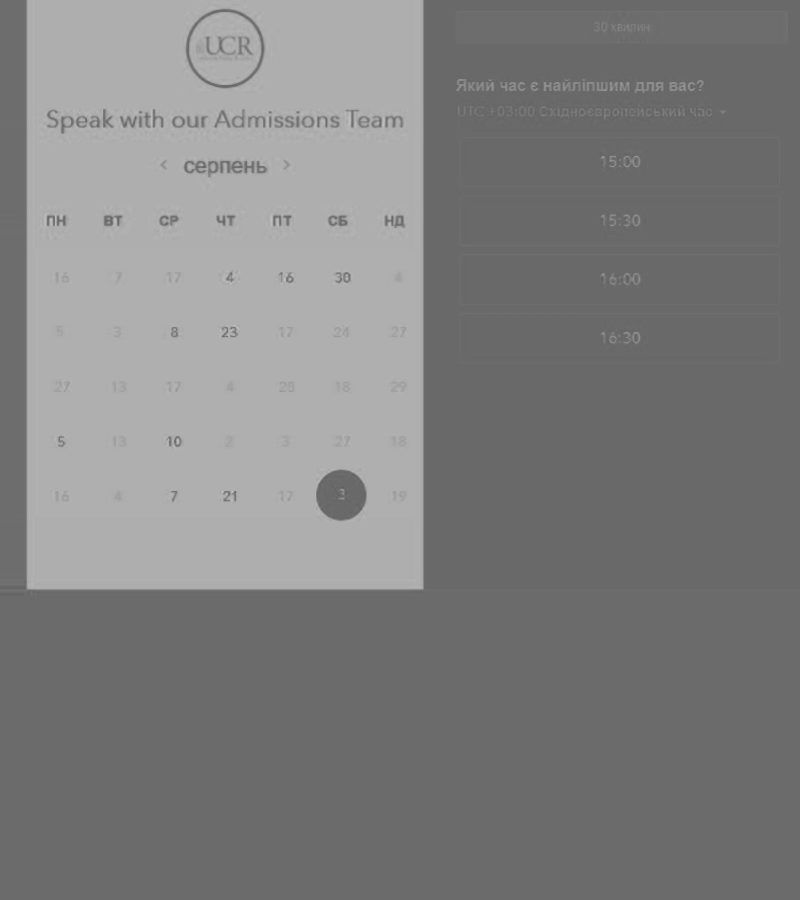 UCR
Speak with our Admissions Team
< серпень >
ПН ВТ СР ЧТ ПТ СБ НД
16 7 17 4 16 30 4
5 3 8 23 17 24 27
27 13 17 4 28 18 29
5 13 10 2 3 27 18
16 4 7 21 17 3 19
30 хвилин
Який час є найліпшим для вас?
UTC +03:00 Східноєвропейський час
15:00
15:30
16:00
16:30